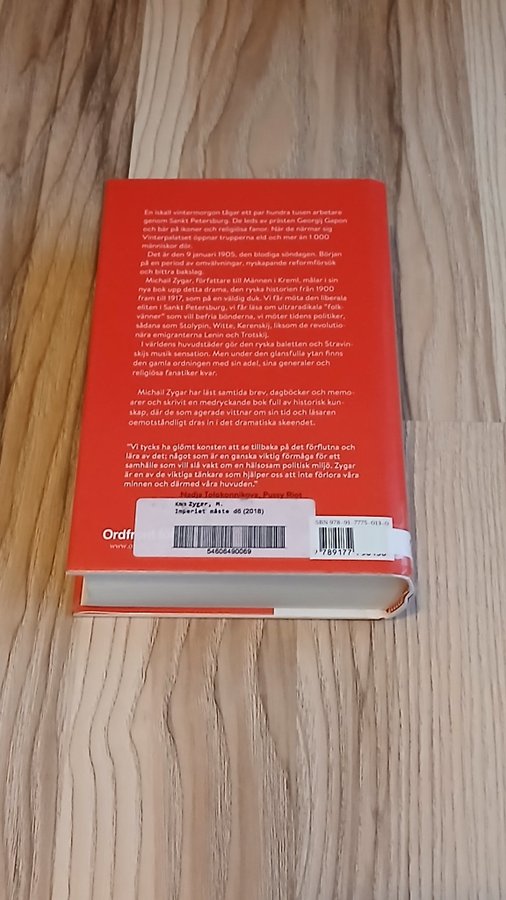 En iskall vintermorgon tågar ett par hundra tusen arbetare
genom Sankt Petersburg. De leds av prästen Georgij Gapon
och bär på ikoner och religiösa fanor. När de närmar sig
Vinterpalatset öppnar trupperna eld och mer än 1 000
människor dör.
Det är den 9 januari 1905, den blodiga söndagen. Början
på en period av omvälvningar, nyskapande reformförsök
och bittra bakslag.
Michail Zygar, författare till Männen i Kreml, målar i sin
nya bok upp detta drama, den ryska historien från 1900
fram till 1917, som på en väldig duk. Vi får möta den liberala
eliten i Sankt Petersburg, vi får läsa om ultraradikala "folk-
vänner" som vill befria bönderna, vi möter tidens politiker,
sådana som Stolypin, Witte, Kerenskij, liksom de revolutio-
nära emigranterna Lenin och Trotskij.
I världens huvudstäder gör den ryska baletten och Stravin-
skijs musik sensation. Men under den glansfulla ytan finns
den gamla ordningen med sin adel, sina generaler och
religiösa fanatiker kvar.
Michail Zygar har läst samtida brev, dagböcker och memo-
arer och skrivit en medryckande bok full av historisk kun-
skap, där de som agerade vittnar om sin tid och läsaren
oemotståndligt dras in i det dramatiska skeendet.
"Vi tycks ha glömt konsten att se tillbaka på det förflutna och
lära av det; något som är en ganska viktig förmåga för ett
samhälle som vill slå vakt om en hälsosam politisk miljö. Zygar
är en av de viktiga tänkare som hjälper oss att inte förlora våra
minnen och därmed våra huvuden."
Nadja Tolokonnikova, Pussy Riot
Zygar, M.
Imperiet måste dö (2018)
54606490069
ISBN 978-91-7775-013-0
9789177